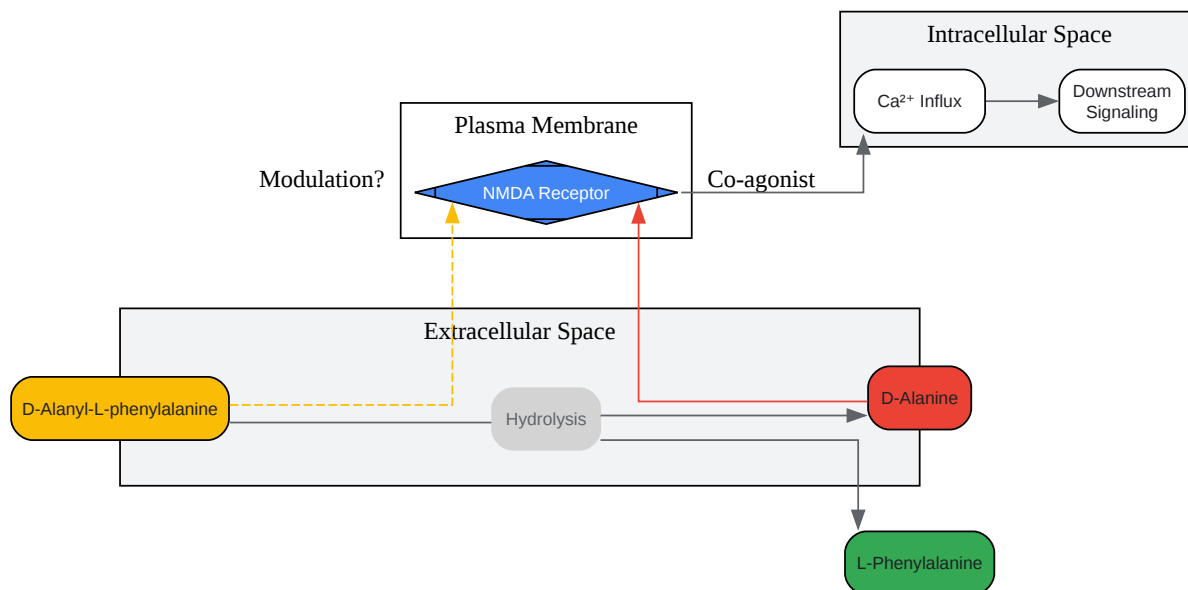 Intracellular Space
Ca²⁺ Influx
Downstream
Signaling
Plasma Membrane
Modulation?
NMDA Receptor
Co-agonist
Extracellular Space
D-Alanyl-L-phenylalanine
Hydrolysis
D-Alanine
L-Phenylalanine